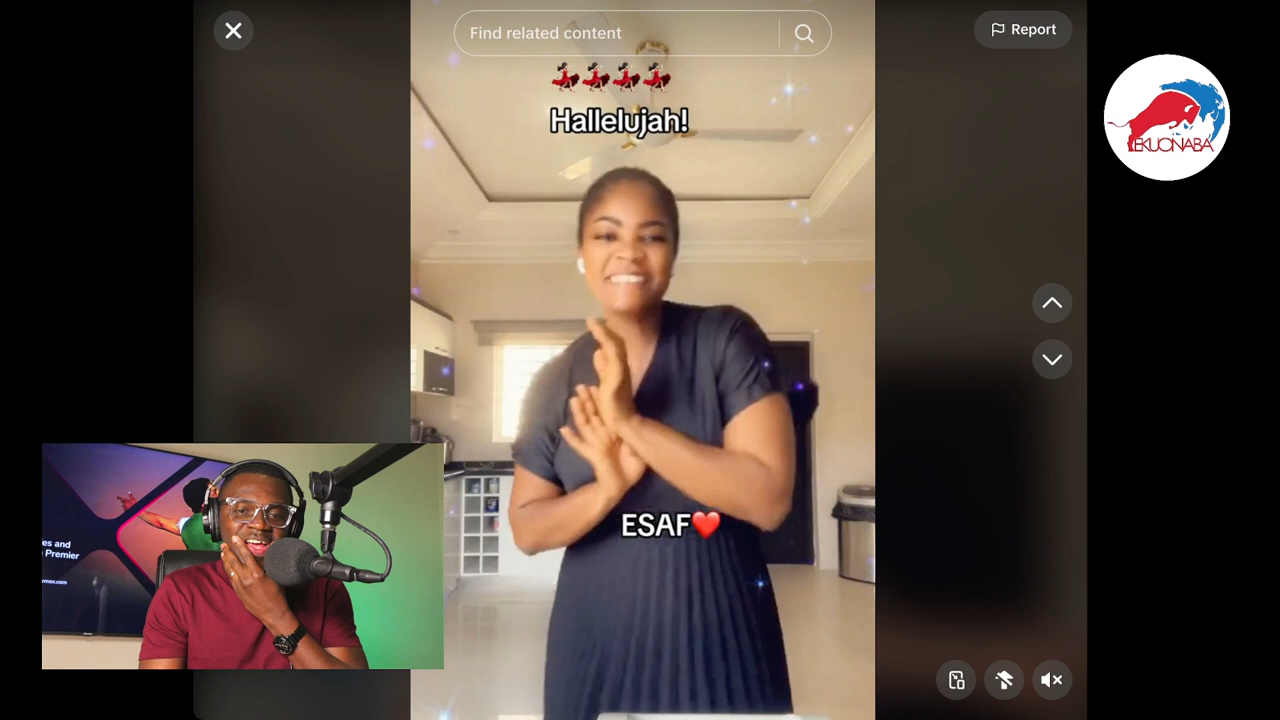 Find related content
Report
Hallelujah!
EKUONABA
ESAF
es and
Premier